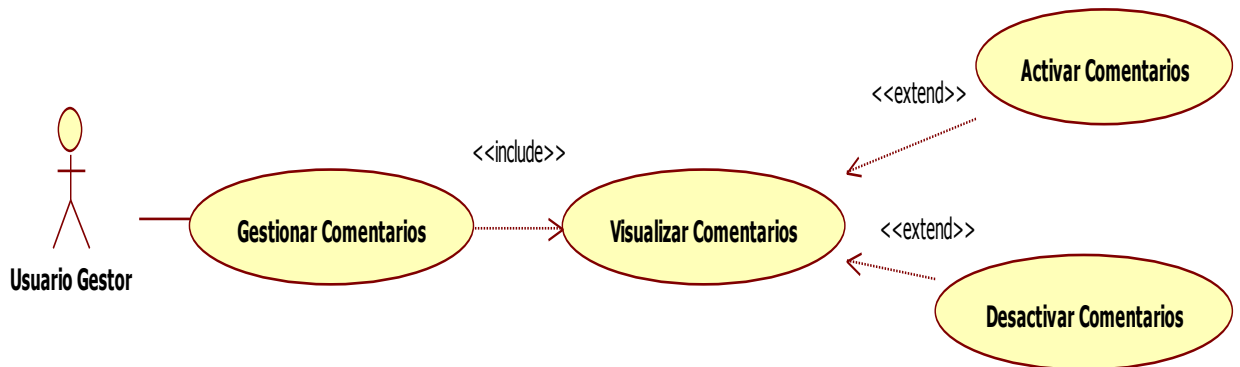 Activar Comentarios
<<extend>>
<<include>>
Gestionar Comentarios
Visualizar Comentarios
<<extend>>
Usuario Gestor
Desactivar Comentarios